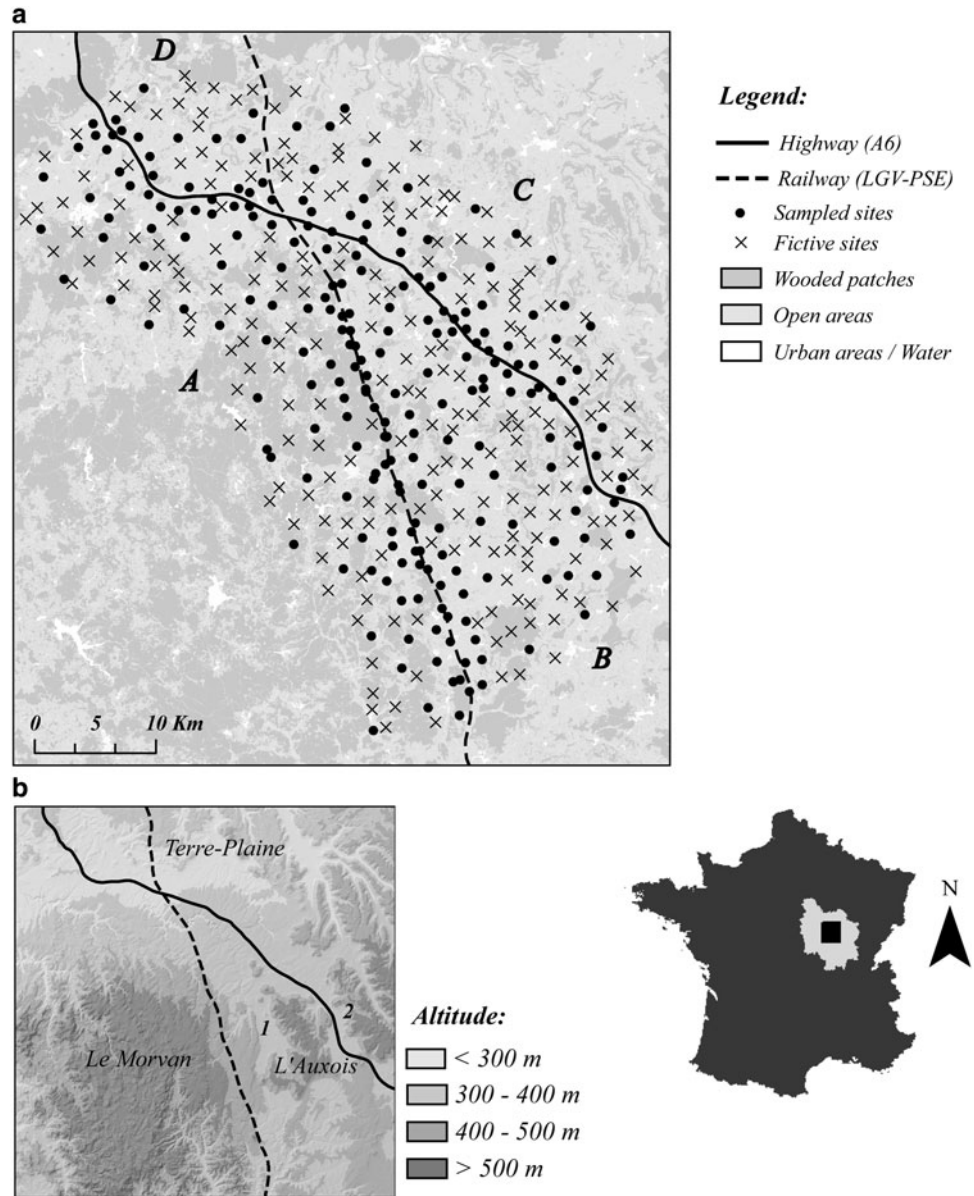 a
D
C
A
B
0 5 10 Km
Legend:
Highway (A6)
Railway (LGV-PSE)
Sampled sites
Fictive sites
Wooded patches
Open areas
Urban areas / Water
b
Terre-Plaine
1
2
Le Morvan
L'Auxois
Altitude:
< 300 m
300 - 400 m
400 - 500 m
> 500 m
N